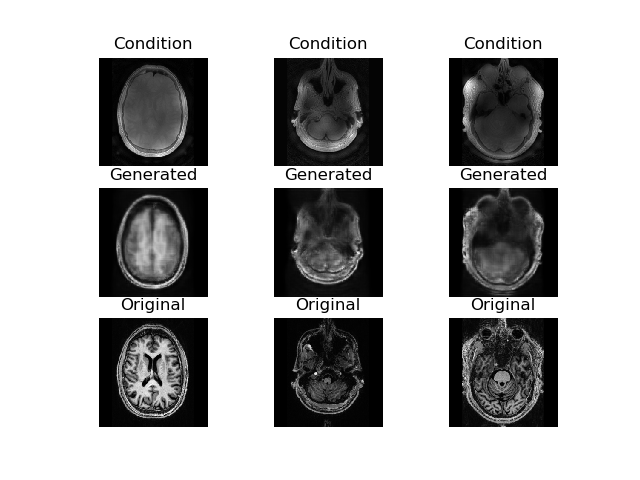 Condition Condition Condition
Generated Generated Generated
Original Original Original